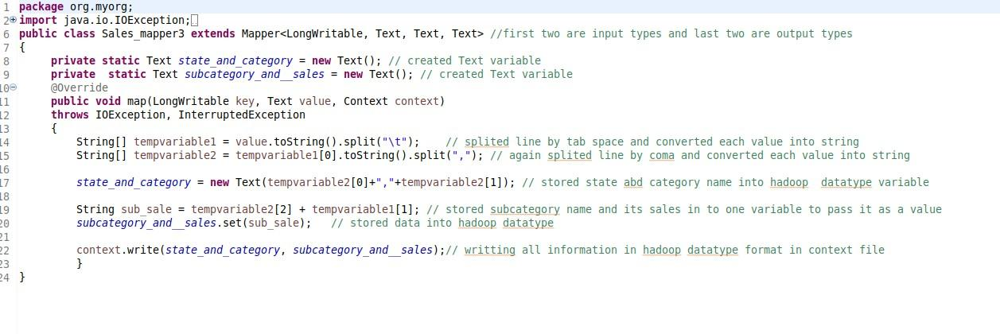 1 package org.myorg;
2 import java.io.IOException;
6 public class Sales_mapper3 extends Mapper<LongWritable, Text, Text, Text> //first two are input types and last two are output types
7 {
8 private static Text state_and_category = new Text(); // created Text variable
9 private  static Text subcategory_and__sales = new Text(); // created Text variable
10 @Override
11 public void map(LongWritable key, Text value, Context context)
12 throws IOException, InterruptedException
13 {
14 String[] tempvariable1 = value.toString().split("\t");    // splited line by tab space and converted each value into string
15 String[] tempvariable2 = tempvariable1[0].toString().split(","); // again splited line by coma and converted each value into string
16
17 state_and_category = new Text(tempvariable2[0]+","+tempvariable2[1]); // stored state abd category name into hadoop  datatype variable
18
19 String sub_sale = tempvariable2[2] + tempvariable1[1]; // stored subcategory name and its sales in to one variable to pass it as a value
20 subcategory_and__sales.set(sub_sale);   // stored data into hadoop datatype
21
22 context.write(state_and_category, subcategory_and__sales);// writting all information in hadoop datatype format in context file
23 }
24 }